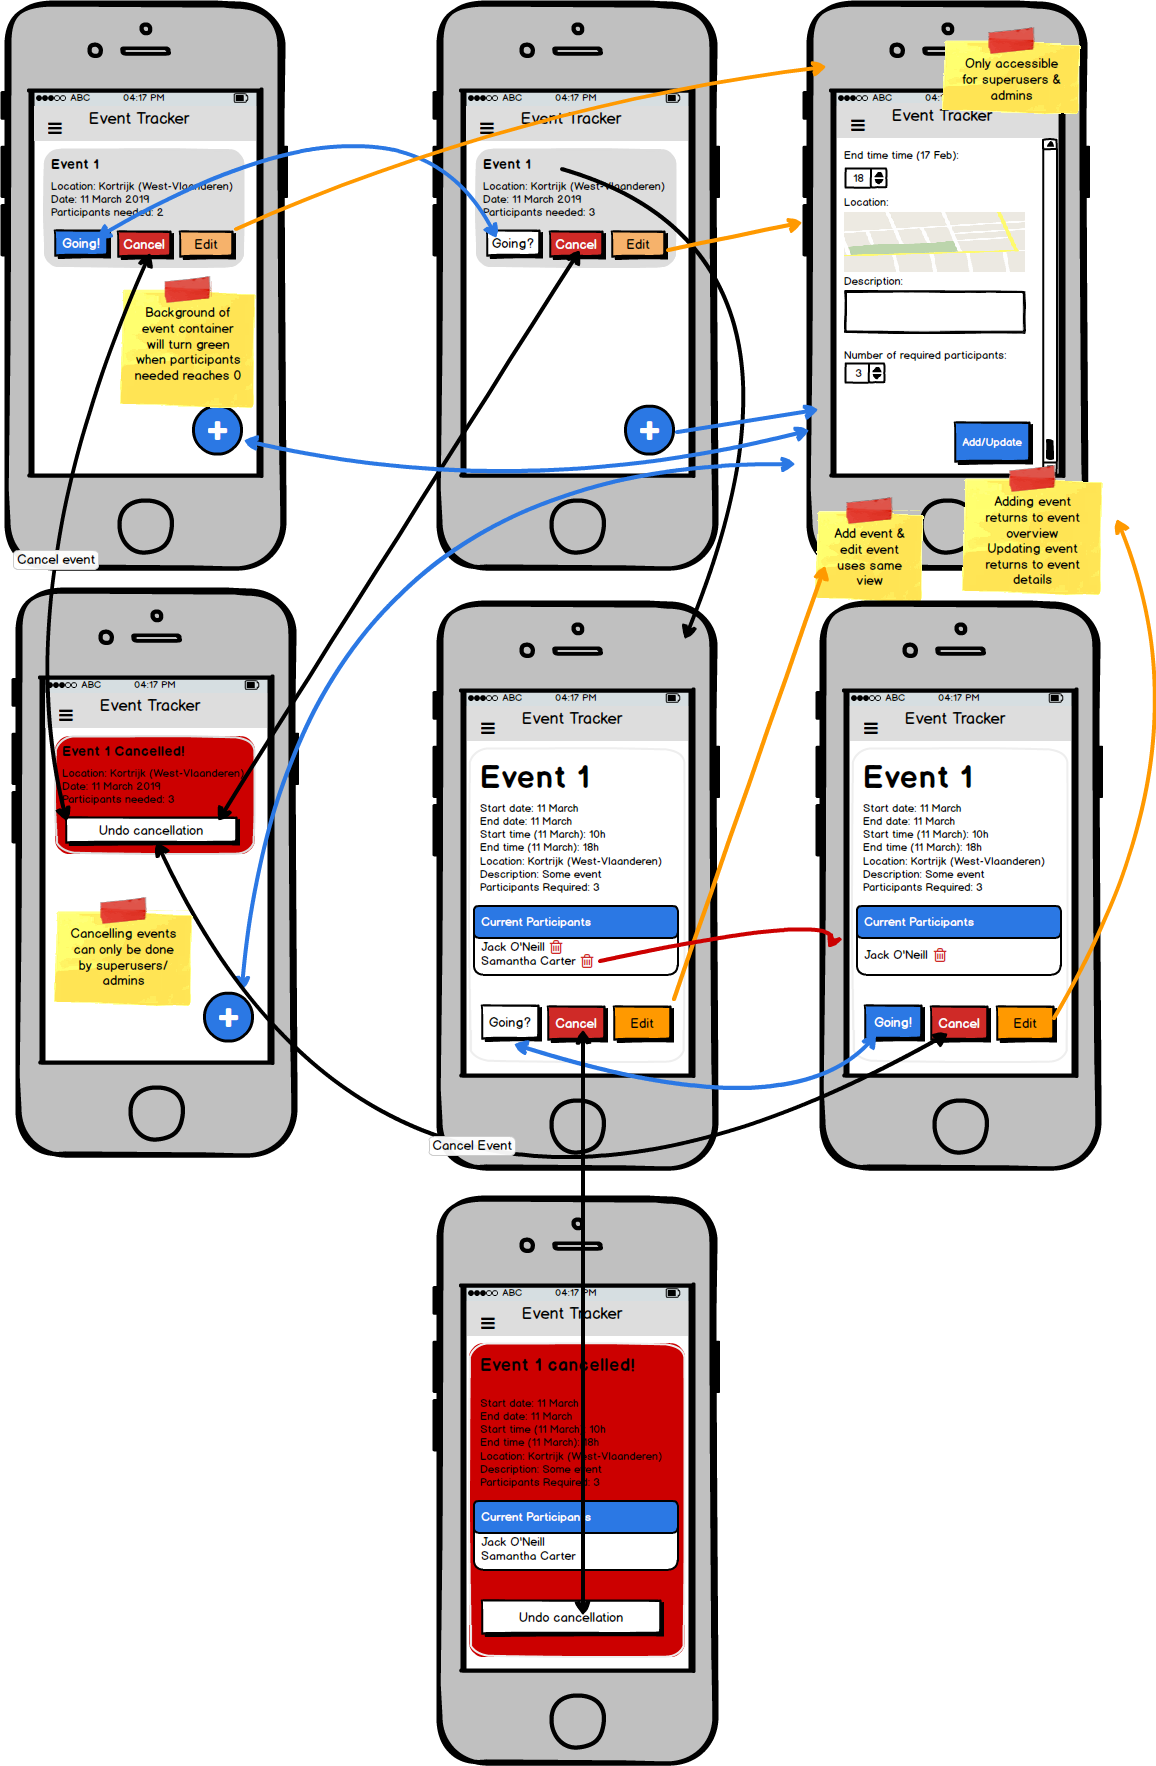 ABC 04:17 PM
Event Tracker
Event 1
Location: Kortrijk (West-Vlaanderen)
Date: 11 March 2019
Participants needed: 2
Going! Cancel Edit
Background of
event container
will turn green
when participants
needed reaches 0
Cancel event
ABC 04:17 PM
Event Tracker
Event 1
Location: Kortrijk (West-Vlaanderen)
Date: 11 March 2019
Participants needed: 3
Going? Cancel Edit
Only accessible
for superusers &
admins
ABC 04:1
Event Tracker
End time time (17 Feb):
18
Location:
Description:
Number of required participants:
3
Add/Update
Add event &
edit event
uses same
view
Adding event
returns to event
overview
Updating event
returns to event
details
ABC 04:17 PM
Event Tracker
Event 1 Cancelled!
Location: Kortrijk (West-Vlaanderen)
Date: 11 March 2019
Participants needed: 3
Undo cancellation
Cancelling events
can only be done
by superusers/
admins
ABC 04:17 PM
Event Tracker
Event 1
Start date: 11 March
End date: 11 March
Start time (11 March): 10h
End time (11 March): 18h
Location: Kortrijk (West-Vlaanderen)
Description: Some event
Participants Required: 3
Current Participants
Jack O'Neill
Samantha Carter
Going? Cancel Edit
Cancel Event
ABC 04:17 PM
Event Tracker
Event 1
Start date: 11 March
End date: 11 March
Start time (11 March): 10h
End time (11 March): 18h
Location: Kortrijk (West-Vlaanderen)
Description: Some event
Participants Required: 3
Current Participants
Jack O'Neill
Going! Cancel Edit
ABC 04:17 PM
Event Tracker
Event 1 cancelled!
Start date: 11 March
End date: 11 March
Start time (11 March): 10h
End time (11 March): 18h
Location: Kortrijk (West-Vlaanderen)
Description: Some event
Participants Required: 3
Current Participants
Jack O'Neill
Samantha Carter
Undo cancellation